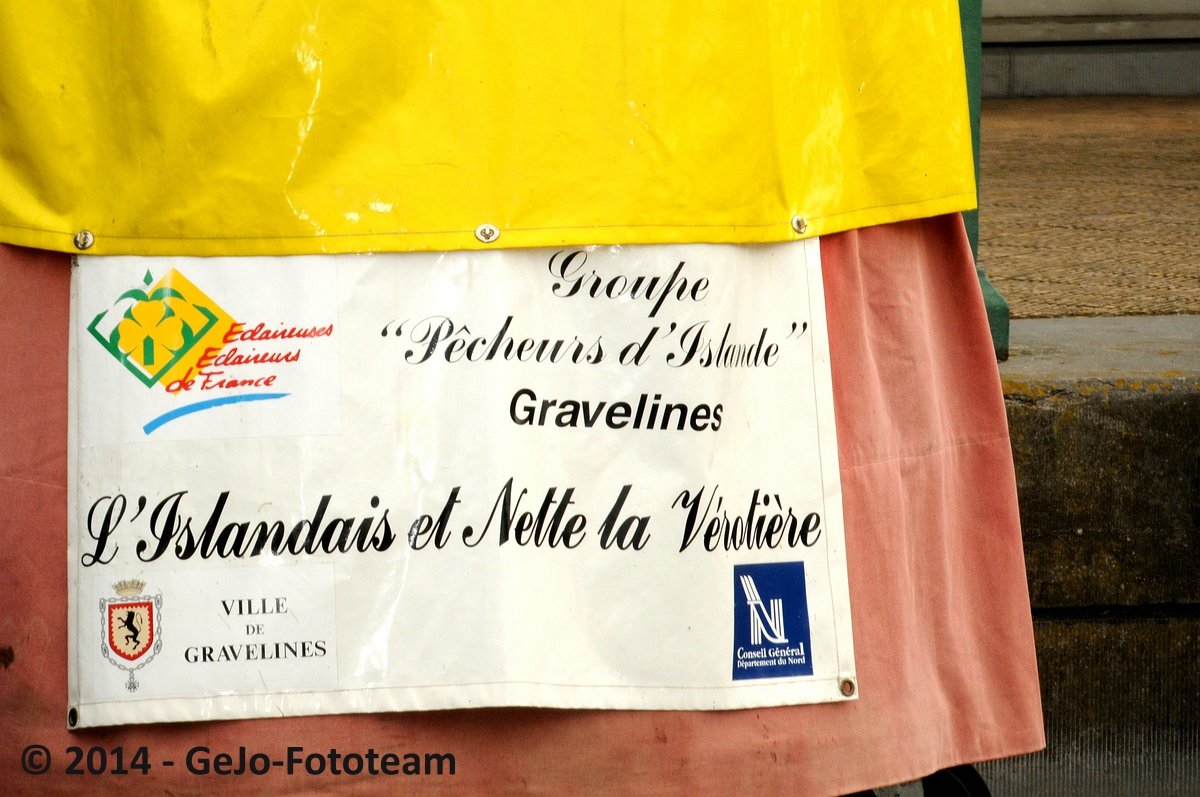 Eclaireuses
Eclaireurs
de France
Groupe
"Pêcheurs d'Islande"
Gravelines
L'Islandais et Nette la Vérotière
VILLE
DE
GRAVELINES
Conseil Général
Département du Nord
© 2014 - GeJo-Fototeam